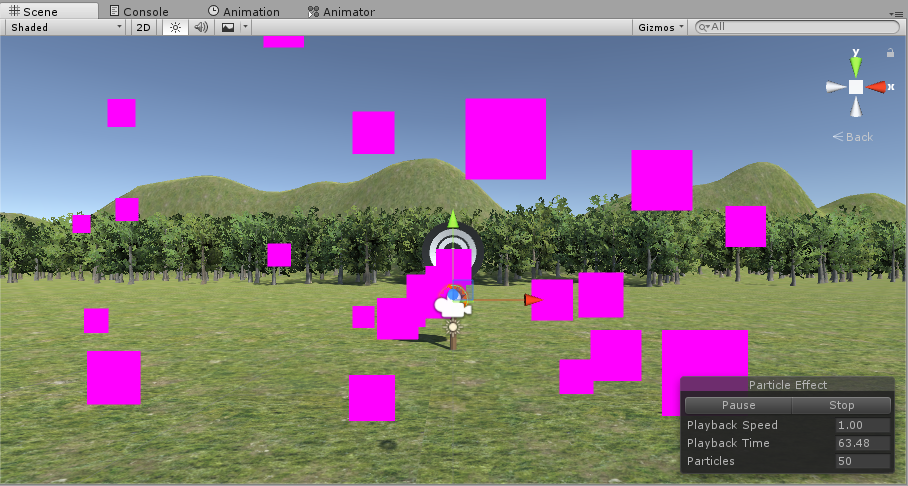 Scene Console Animation Animator
Shaded 2D Gizmos All
y
x
Back
Particle Effect
Pause Stop
Playback Speed 1.00
Playback Time 63.48
Particles 50